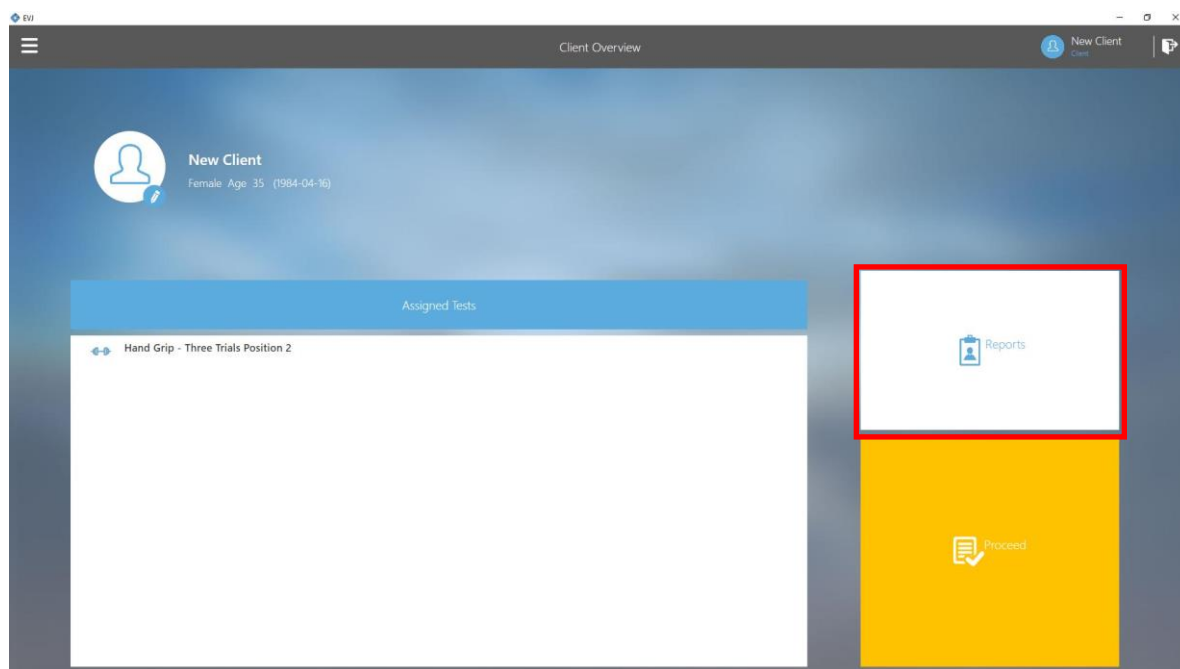 EVJ
Client Overview
New Client
Client
New Client
Female Age 35 (1984-04-16)
Assigned Tests
Hand Grip - Three Trials Position 2
Reports
Proceed